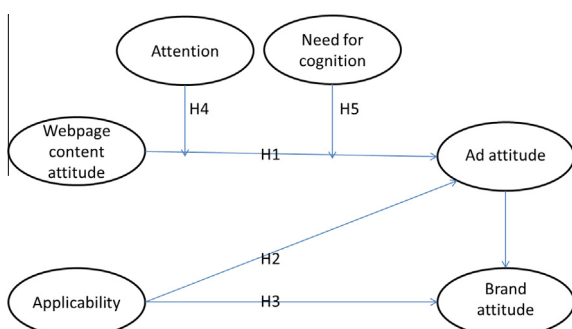 Attention
Need for
cognition
H4
H5
Webpage
content
attitude
H1
Ad attitude
H2
Applicability
H3
Brand
attitude